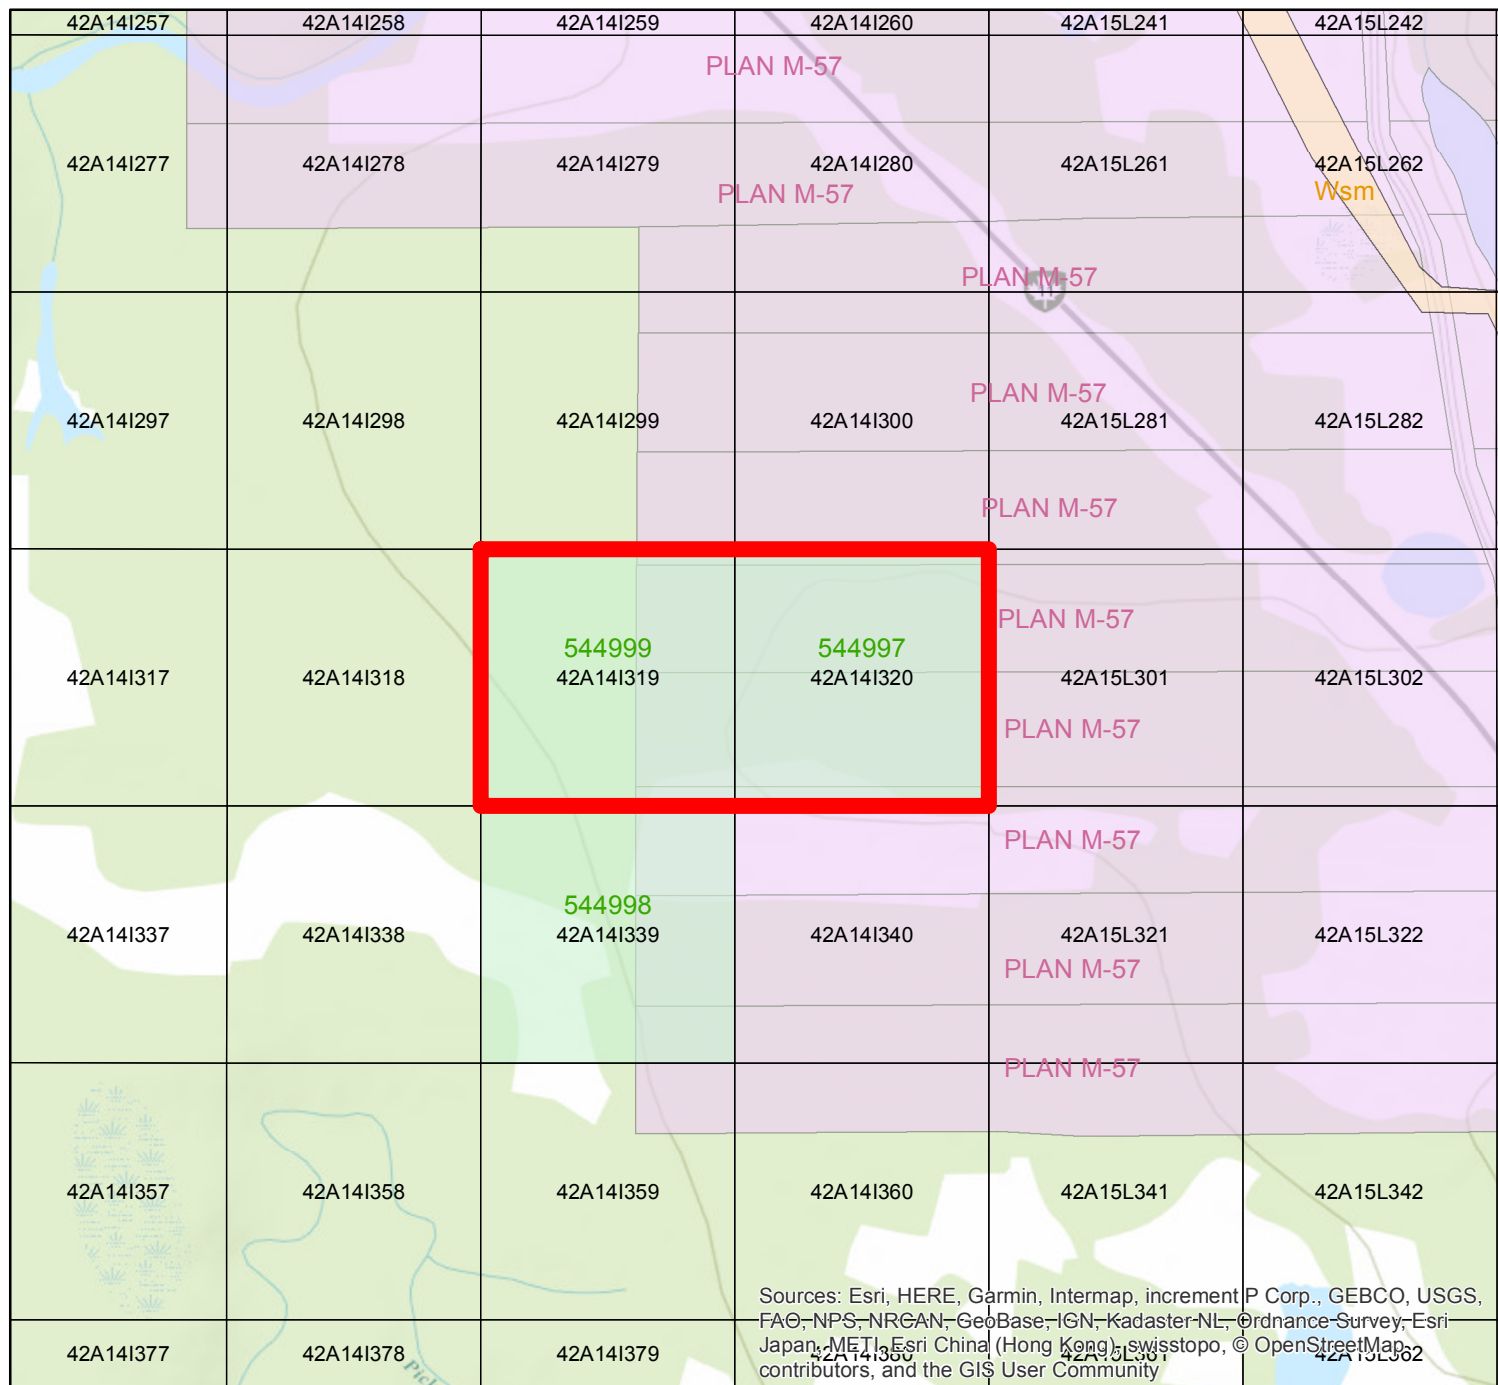 42A14I257 42A14I258 42A14I259 42A14I260 42A15L241 42A15L242
PLAN M-57
42A14I277 42A14I278 42A14I279 42A14I280 42A15L261 42A15L262
PLAN M-57 Wsm
PLAN M-57
11
PLAN M-57
42A14I297 42A14I298 42A14I299 42A14I300 42A15L281 42A15L282
PLAN M-57
PLAN M-57
544999 544997
42A14I317 42A14I318 42A14I319 42A14I320 42A15L301 42A15L302
PLAN M-57
PLAN M-57
544998
42A14I337 42A14I338 42A14I339 42A14I340 42A15L321 42A15L322
PLAN M-57
PLAN M-57
42A14I357 42A14I358 42A14I359 42A14I360 42A15L341 42A15L342
Sources: Esri, HERE, Garmin, Intermap, increment P Corp., GEBCO, USGS,
FAO, NPS, NRCAN, GeoBase, IGN, Kadaster NL, Ordnance Survey, Esri
Japan, METI, Esri China (Hong Kong), swisstopo, © OpenStreetMap
contributors, and the GIS User Community
42A14I377 42A14I378 42A14I379 42A14I380 42A15L361 42A15L362